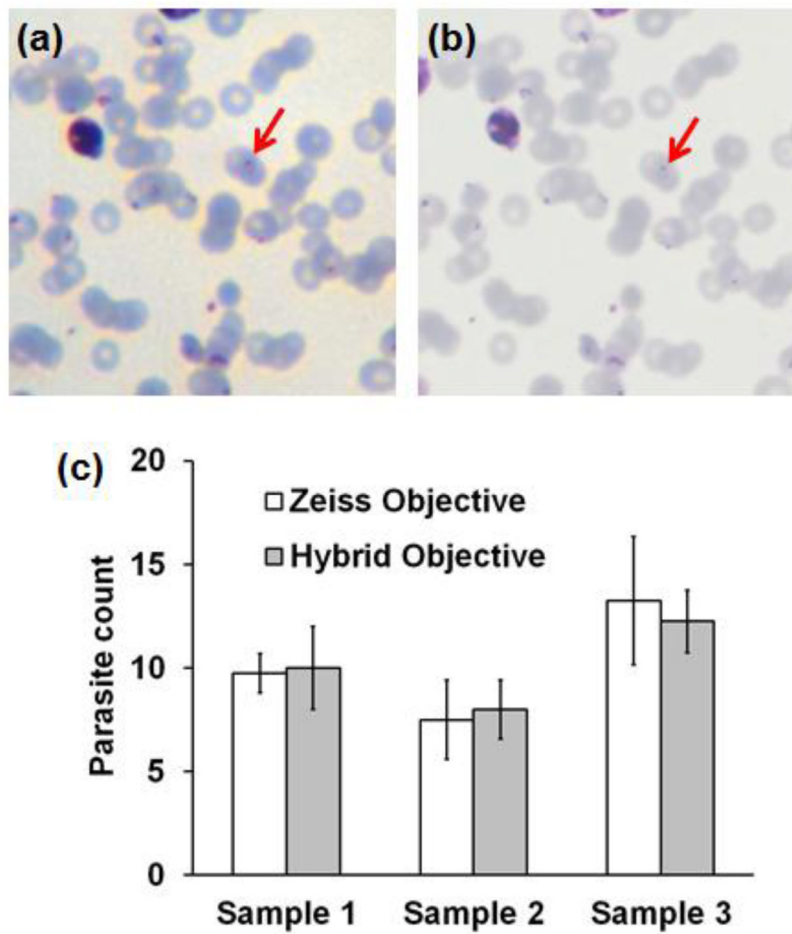 (a)
(b)
(c)
20
Zeiss Objective
Hybrid Objective
15
10
5
0
Parasite count
Sample 1 Sample 2 Sample 3